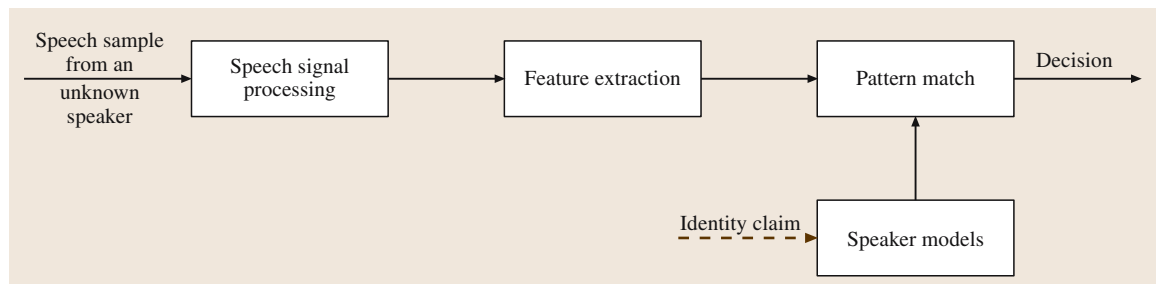 Speech sample
from an
unknown
speaker
Speech signal
processing
Feature extraction
Pattern match
Decision
Identity claim
Speaker models